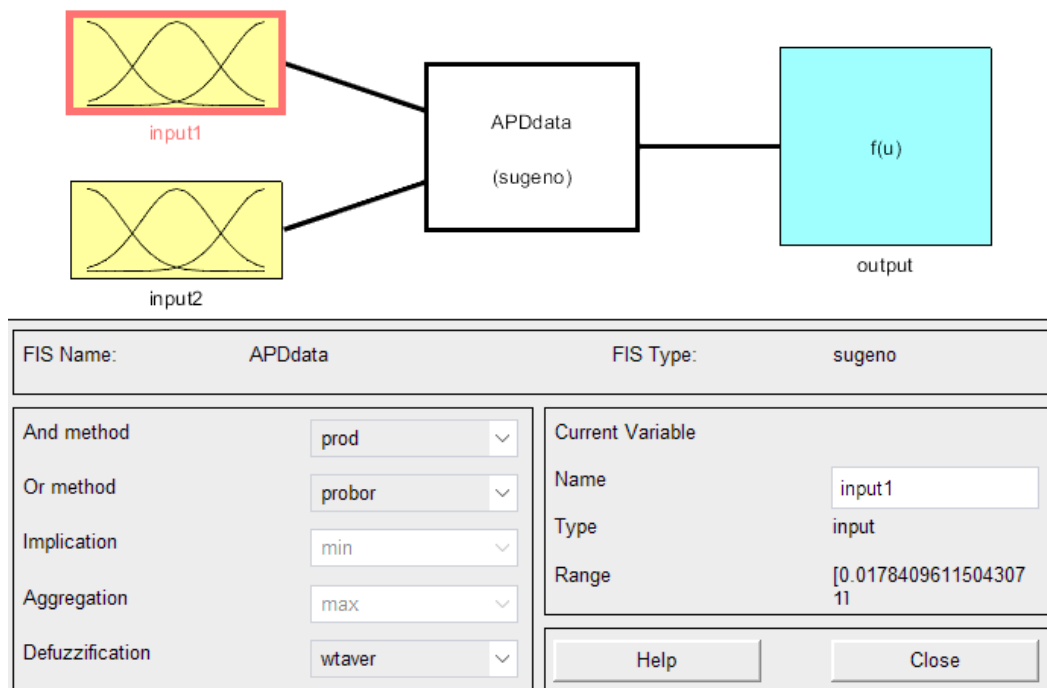 input1
APDdata
(sugeno)
f(u)
output
input2
FIS Name: APDdata FIS Type: sugeno
And method prod
Or method probor
Implication min
Aggregation max
Defuzzification wtaver
Current Variable
Name input1
Type input
Range [0.0178409611504307
1]
Help Close